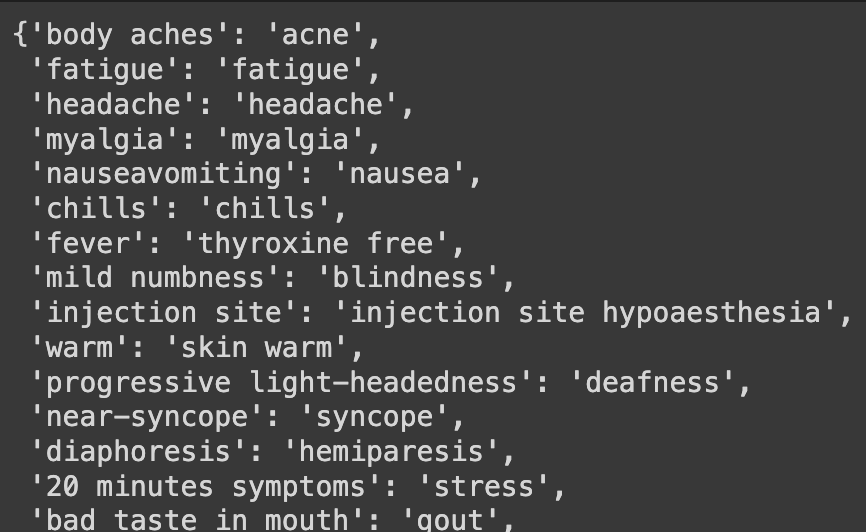 {'body aches': 'acne',
'fatigue': 'fatigue',
'headache': 'headache',
'myalgia': 'myalgia',
'nauseavomiting': 'nausea',
'chills': 'chills',
'fever': 'thyroxine free',
'mild numbness': 'blindness',
'injection site': 'injection site hypoaesthesia',
'warm': 'skin warm',
'progressive light-headedness': 'deafness',
'near-syncope': 'syncope',
'diaphoresis': 'hemiparesis',
'20 minutes symptoms': 'stress',
'bad taste in mouth': 'gout',